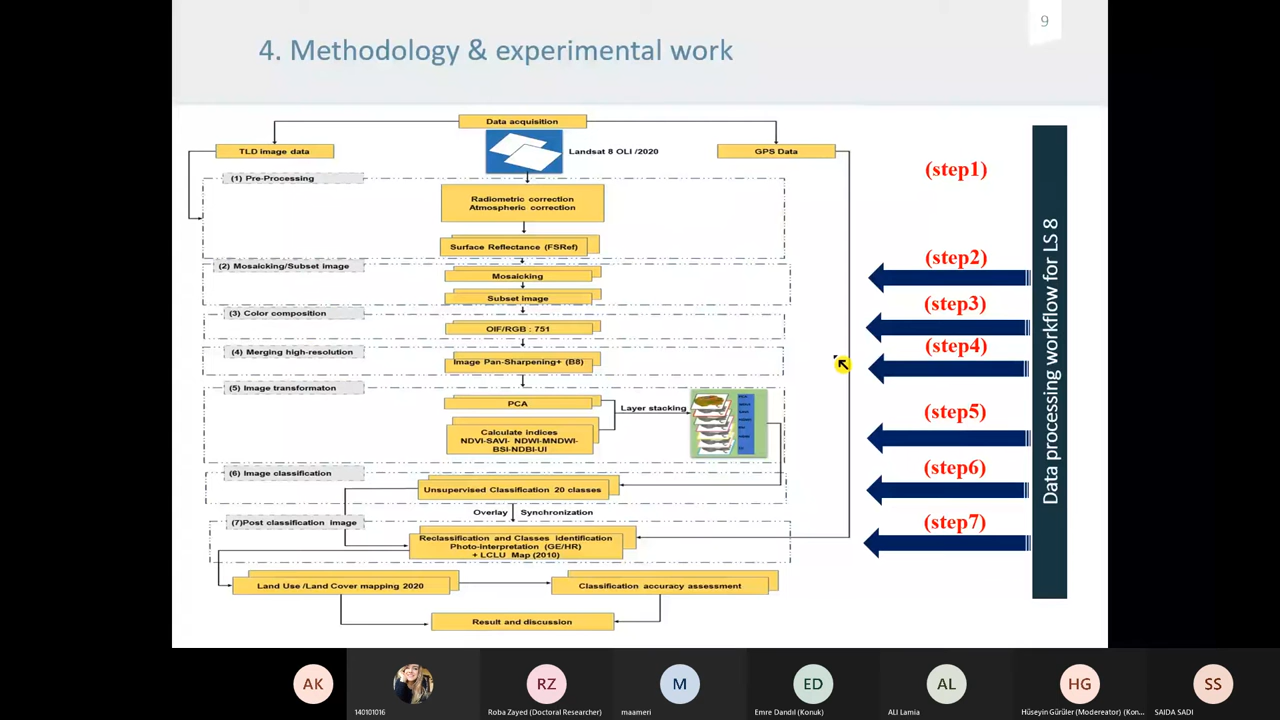 9
4. Methodology & experimental work
Data acquisition
TLD image data
Landsat 8 OLI /2020
GPS Data
(1) Pre-Processing
Radiometric correction
Atmospheric correction
Surface Reflectance (FSRef)
(2) Mosaicking/Subset image
Mosaicking
Subset image
(3) Color composition
OIF/RGB : 751
(4) Merging high-resolution
Image Pan-Sharpening+ (B8)
(5) Image transformaton
PCA
Layer stacking
Calculate indices
NDVI-SAVI- NDWI-MNDWI-
BSI-NDBI-UI
(6) Image classification
Unsupervised Classification 20 classes
Overlay
Synchronization
(7)Post classification image
Reclassification and Classes identification
Photo-interpretation (GE/HR)
+ LCLU Map (2010)
Land Use /Land Cover mapping 2020
Classification accuracy assessment
Result and discussion
(step1)
(step2)
(step3)
(step4)
(step5)
(step6)
(step7)
Data processing workflow for LS 8
AK
140101016
RZ
Roba Zayed (Doctoral Researcher)
M
maameri
ED
Emre Dandıl (Konuk)
AL
ALI Lamia
HG
Hüseyin Gürüler (Modereator) (Kon...
SS
SAIDA SADI